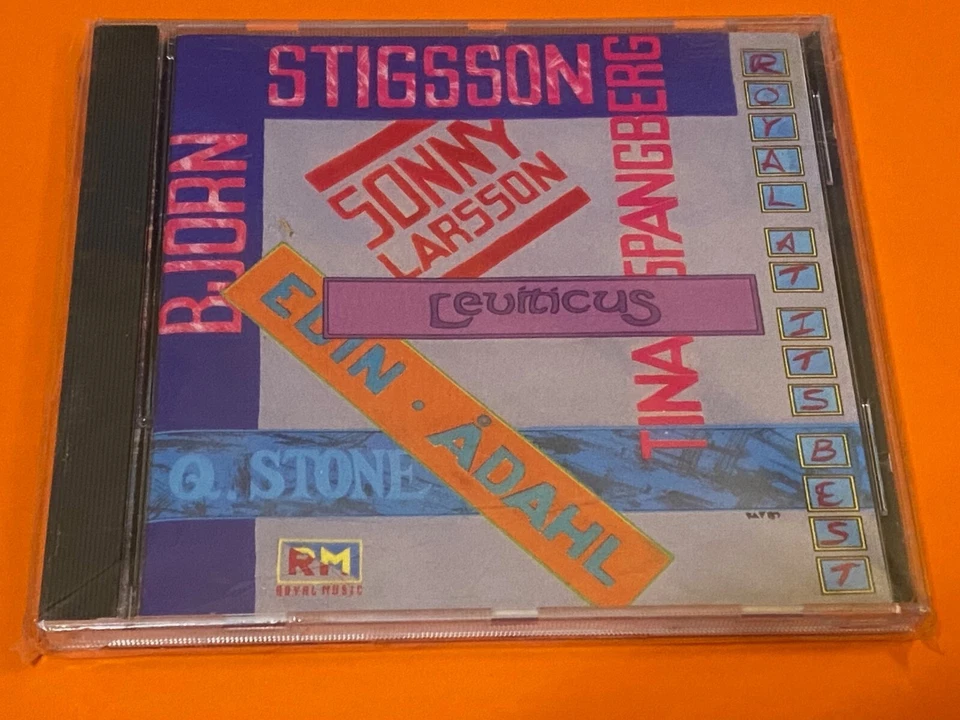 BJORN
STIGSSON
SONNY
LARSSON
TINA SPANGBERG
Leviticus
EDIN • ÅDAHL
Q. STONE
RM
ROYAL MUSIC
ROYAL AT ITS BEST